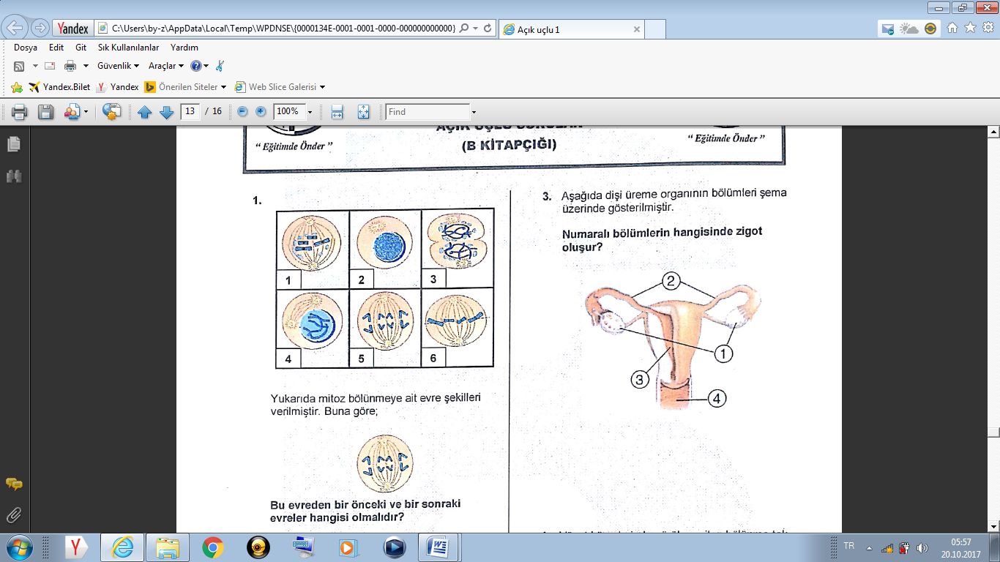 Yandex
C:\Users\by-z\AppData\Local\Temp\WPDNSE\{0000134E-0001-0001-0000-000000000000}
Açık uçlu 1
Dosya Edit Git Sık Kullanılanlar Yardım
Güvenlik Araçlar
Yandex.Bilet Yandex Önerilen Siteler Web Slice Galerisi
13 / 16 100% Find
AÇIK UÇLU SORULAR
(B KİTAPÇIĞI)
“ Eğitimde Önder ”
“ Eğitimde Önder ”
1.
1 2 3
4 5 6
Yukarıda mitoz bölünmeye ait evre şekilleri
verilmiştir. Buna göre;
Bu evreden bir önceki ve bir sonraki
evreler hangisi olmalıdır?
3. Aşağıda dişi üreme organının bölümleri şema
üzerinde gösterilmiştir.
Numaralı bölümlerin hangisinde zigot
oluşur?
2
1
3
4
TR
05:57
20.10.2017